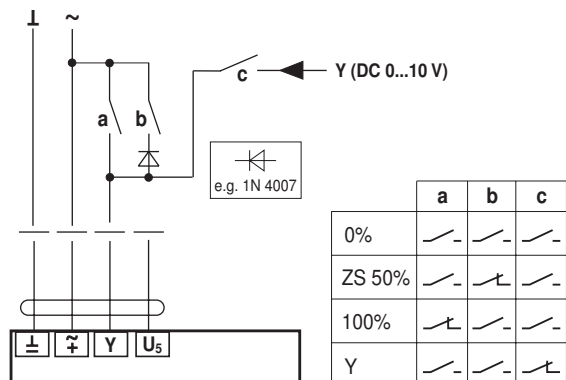 ⊥ ~
c Y (DC 0...10 V)
a b
e.g. 1N 4007
a b c
0%
ZS 50%
100%
Y
⊥ ~ + Y U5